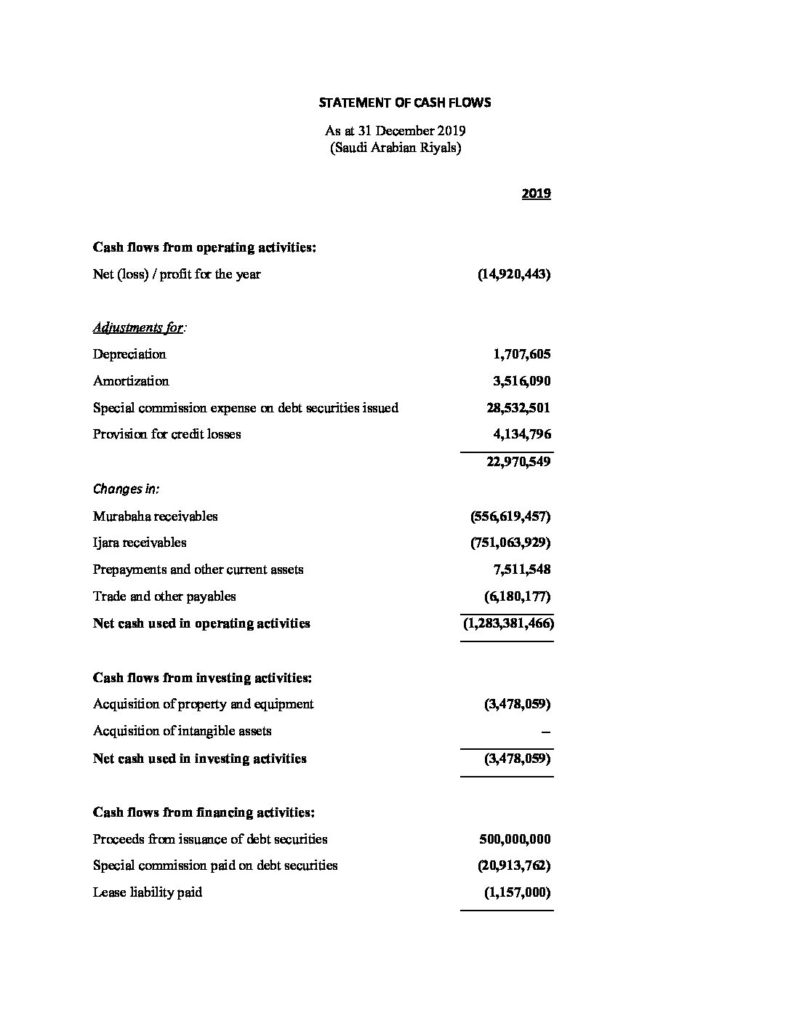 STATEMENT OF CASH FLOWS
As at 31 December 2019
(Saudi Arabian Riyals)
2019
Cash flows from operating activities:
Net (loss) / profit for the year (14,920,443)
Adjustments for:
Depreciation 1,707,605
Amortization 3,516,090
Special commission expense on debt securities issued 28,532,501
Provision for credit losses 4,134,796
22,970,549
Changes in:
Murabaha receivables (556,619,457)
Ijara receivables (751,063,929)
Prepayments and other current assets 7,511,548
Trade and other payables (6,180,177)
Net cash used in operating activities (1,283,381,466)
Cash flows from investing activities:
Acquisition of property and equipment (3,478,059)
Acquisition of intangible assets –
Net cash used in investing activities (3,478,059)
Cash flows from financing activities:
Proceeds from issuance of debt securities 500,000,000
Special commission paid on debt securities (20,913,762)
Lease liability paid (1,157,000)